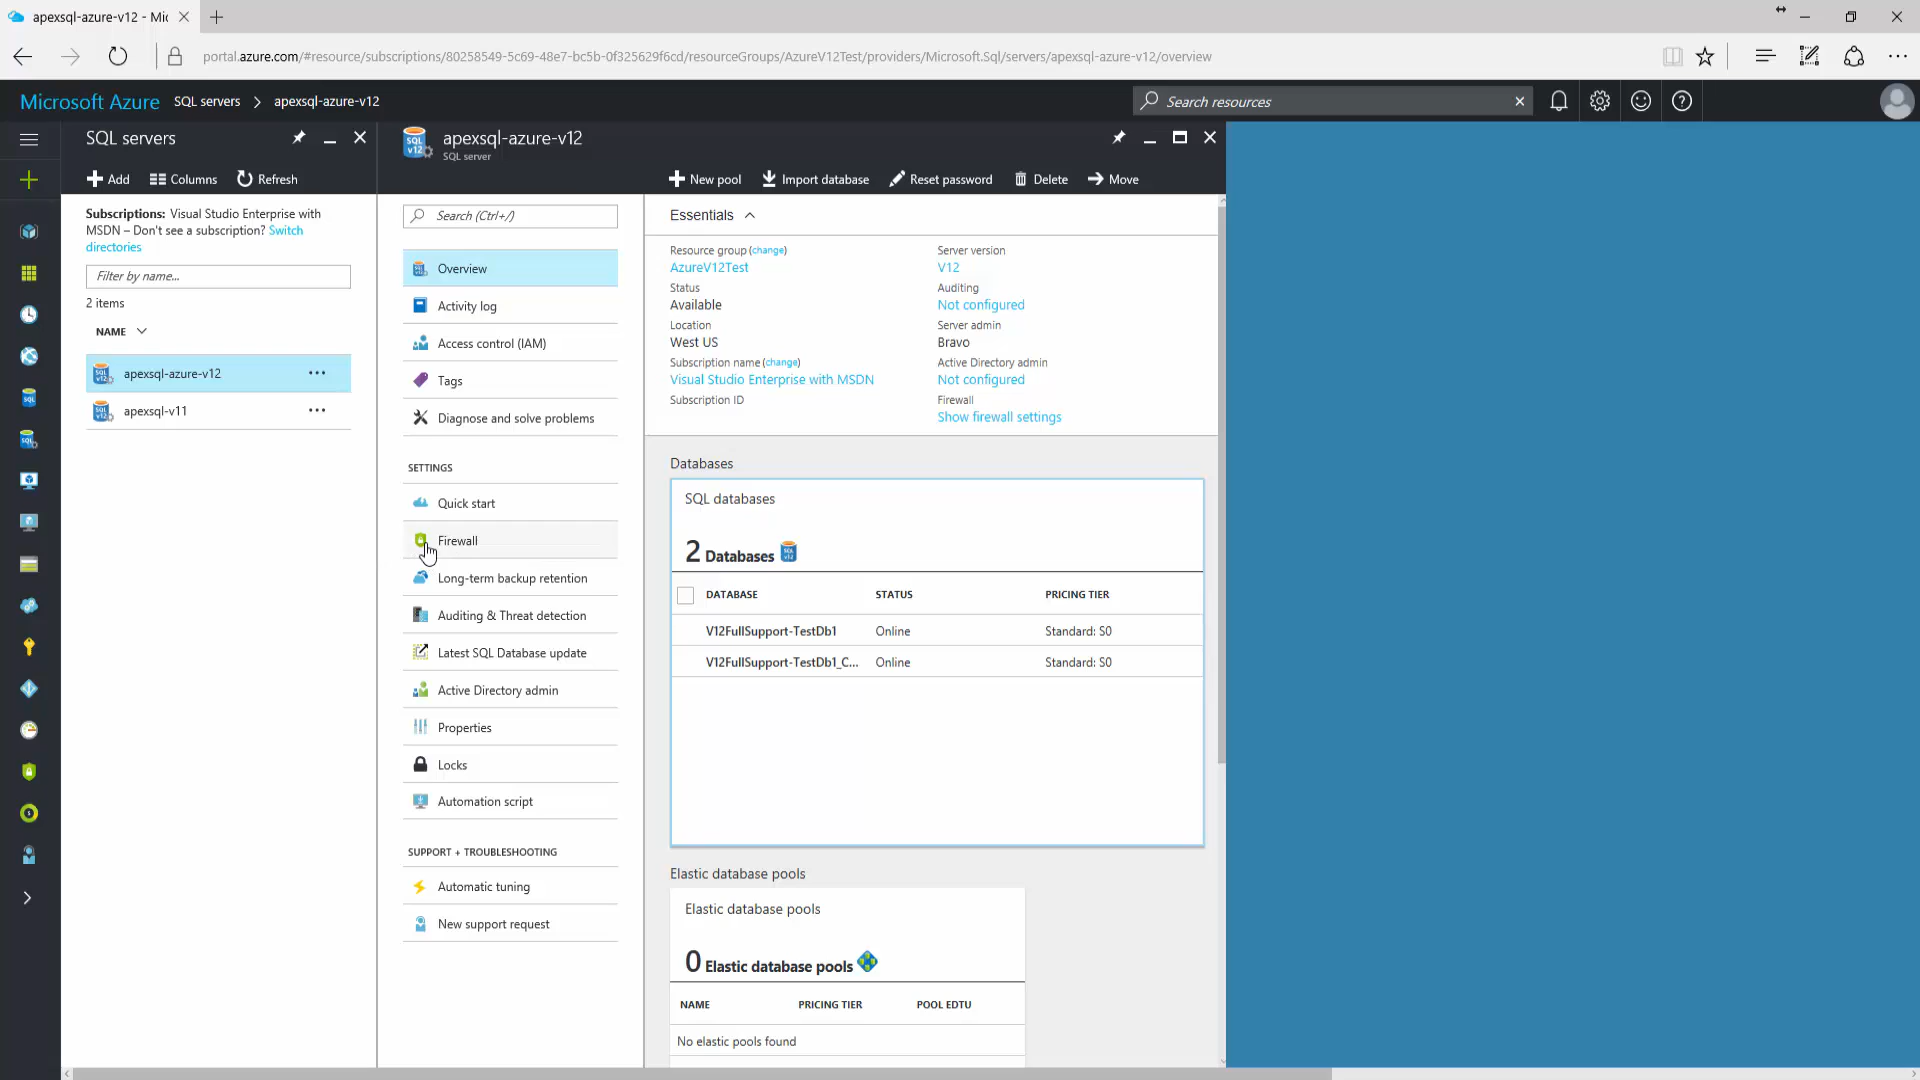 apexsql-azure-v12 - Mic
portal.azure.com/#resource/subscriptions/80258549-5c69-48e7-bc5b-0f325629f6cd/resourceGroups/AzureV12Test/providers/Microsoft.Sql/servers/apexsql-azure-v12/overview
Microsoft Azure SQL servers > apexsql-azure-v12
Search resources
SQL servers
Add Columns Refresh
Subscriptions: Visual Studio Enterprise with
MSDN – Don't see a subscription? Switch
directories
Filter by name...
2 items
NAME
apexsql-azure-v12 ...
apexsql-v11 ...
apexsql-azure-v12
SQL server
New pool Import database Reset password Delete Move
Search (Ctrl+/)
Overview
Activity log
Access control (IAM)
Tags
Diagnose and solve problems
SETTINGS
Quick start
Firewall
Long-term backup retention
Auditing & Threat detection
Latest SQL Database update
Active Directory admin
Properties
Locks
Automation script
SUPPORT + TROUBLESHOOTING
Automatic tuning
New support request
Essentials
Resource group (change)
AzureV12Test
Status
Available
Location
West US
Subscription name (change)
Visual Studio Enterprise with MSDN
Subscription ID
Server version
V12
Auditing
Not configured
Server admin
Bravo
Active Directory admin
Not configured
Firewall
Show firewall settings
Databases
SQL databases
2 Databases
DATABASE STATUS PRICING TIER
V12FullSupport-TestDb1 Online Standard: S0
V12FullSupport-TestDb1_C... Online Standard: S0
Elastic database pools
Elastic database pools
0 Elastic database pools
NAME PRICING TIER POOL EDTU
No elastic pools found